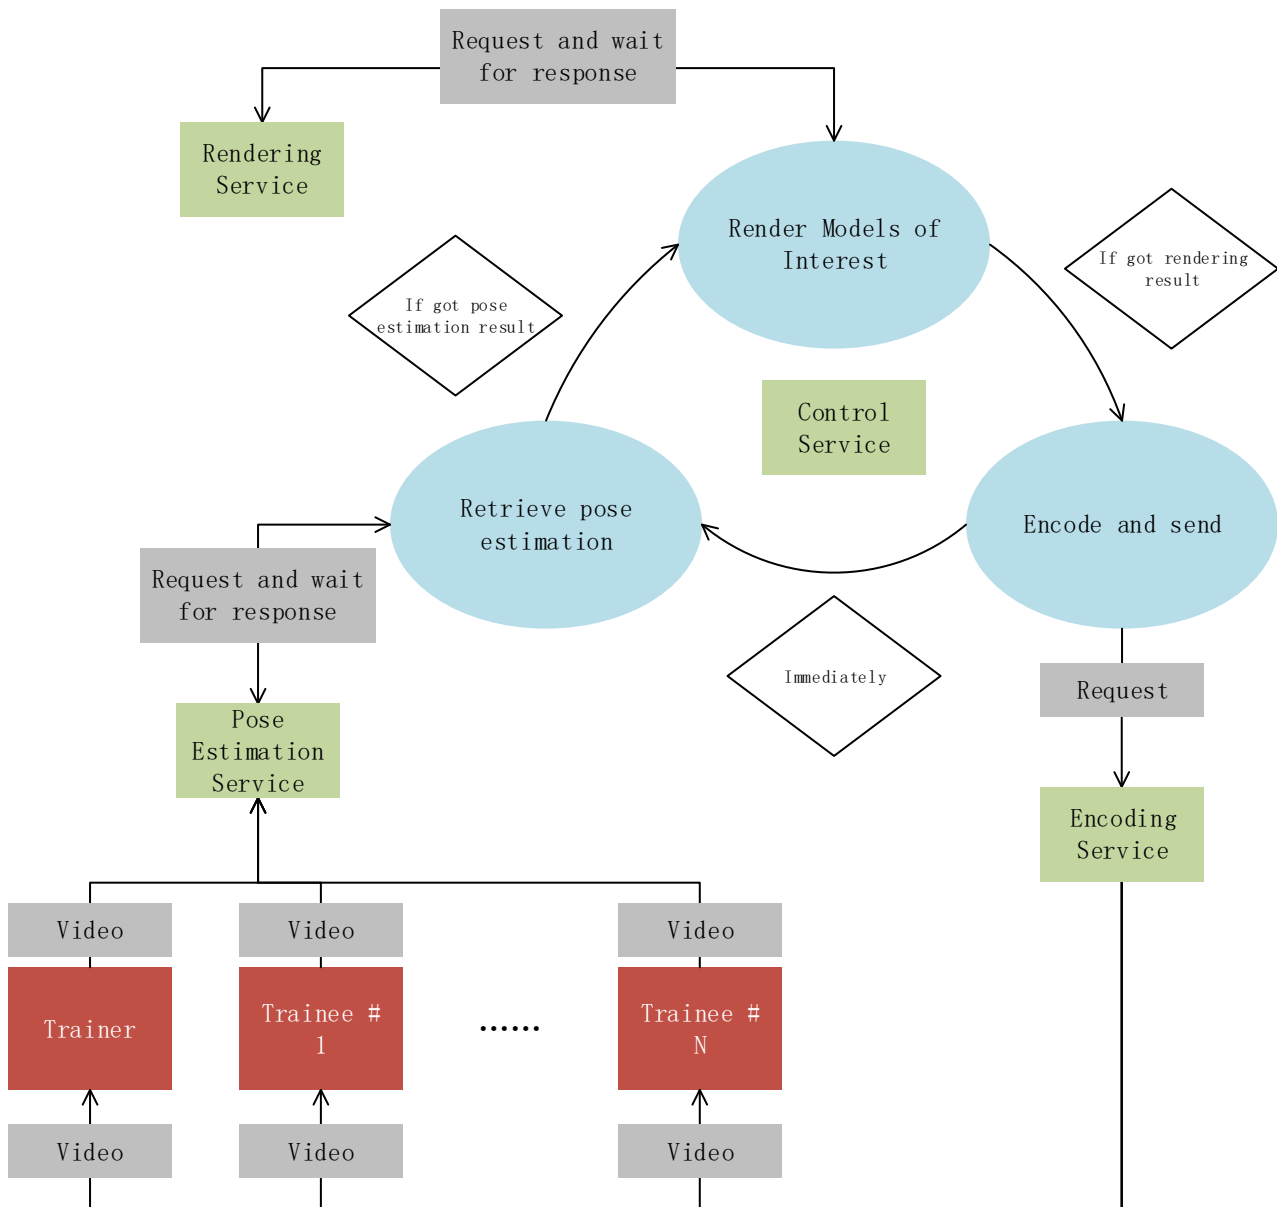 Request and wait
for response
Rendering
Service
Render Models of
Interest
If got rendering
result
If got pose
estimation result
Control
Service
Retrieve pose
estimation
Encode and send
Request and wait
for response
Immediately
Request
Pose
Estimation
Service
Encoding
Service
Video
Video
Video
Trainer
Trainee #
1
......
Trainee #
N
Video
Video
Video